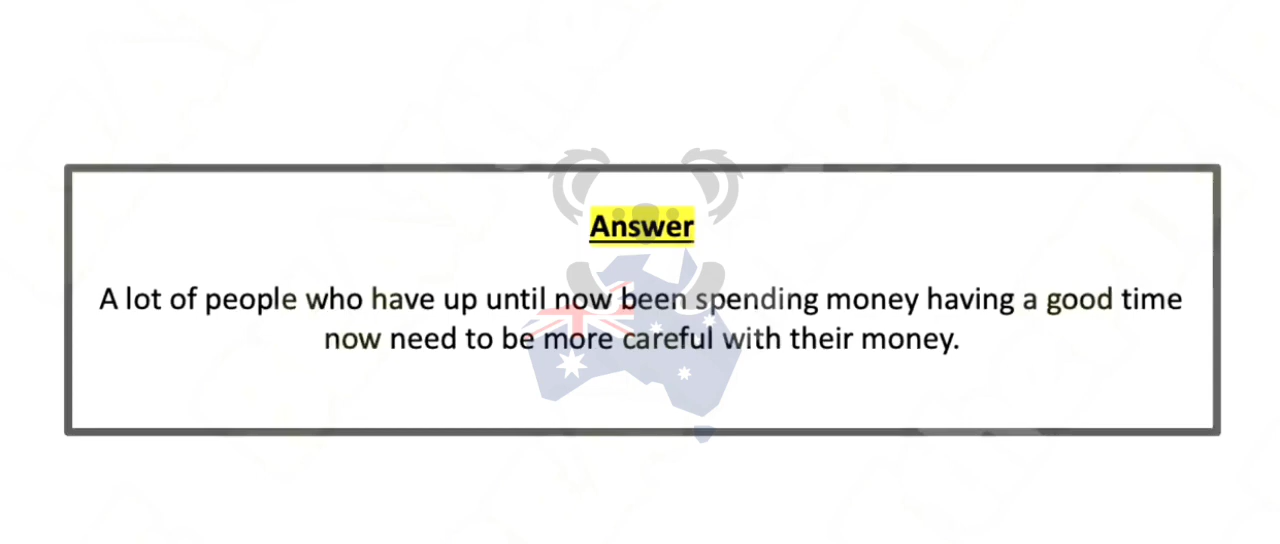 Answer
A lot of people who have up until now been spending money having a good time
now need to be more careful with their money.